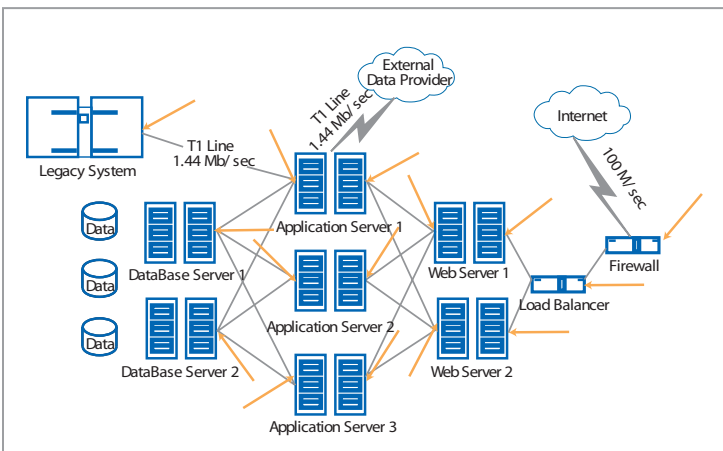 External
Data Provider
T1 Line
1.44 Mb/ sec
Internet
100 M/ sec
T1 Line
1.44 Mb/ sec
Legacy System
Data
Application Server 1
DataBase Server 1
Web Server 1
Firewall
Data
Load Balancer
Application Server 2
Data
DataBase Server 2
Web Server 2
Application Server 3